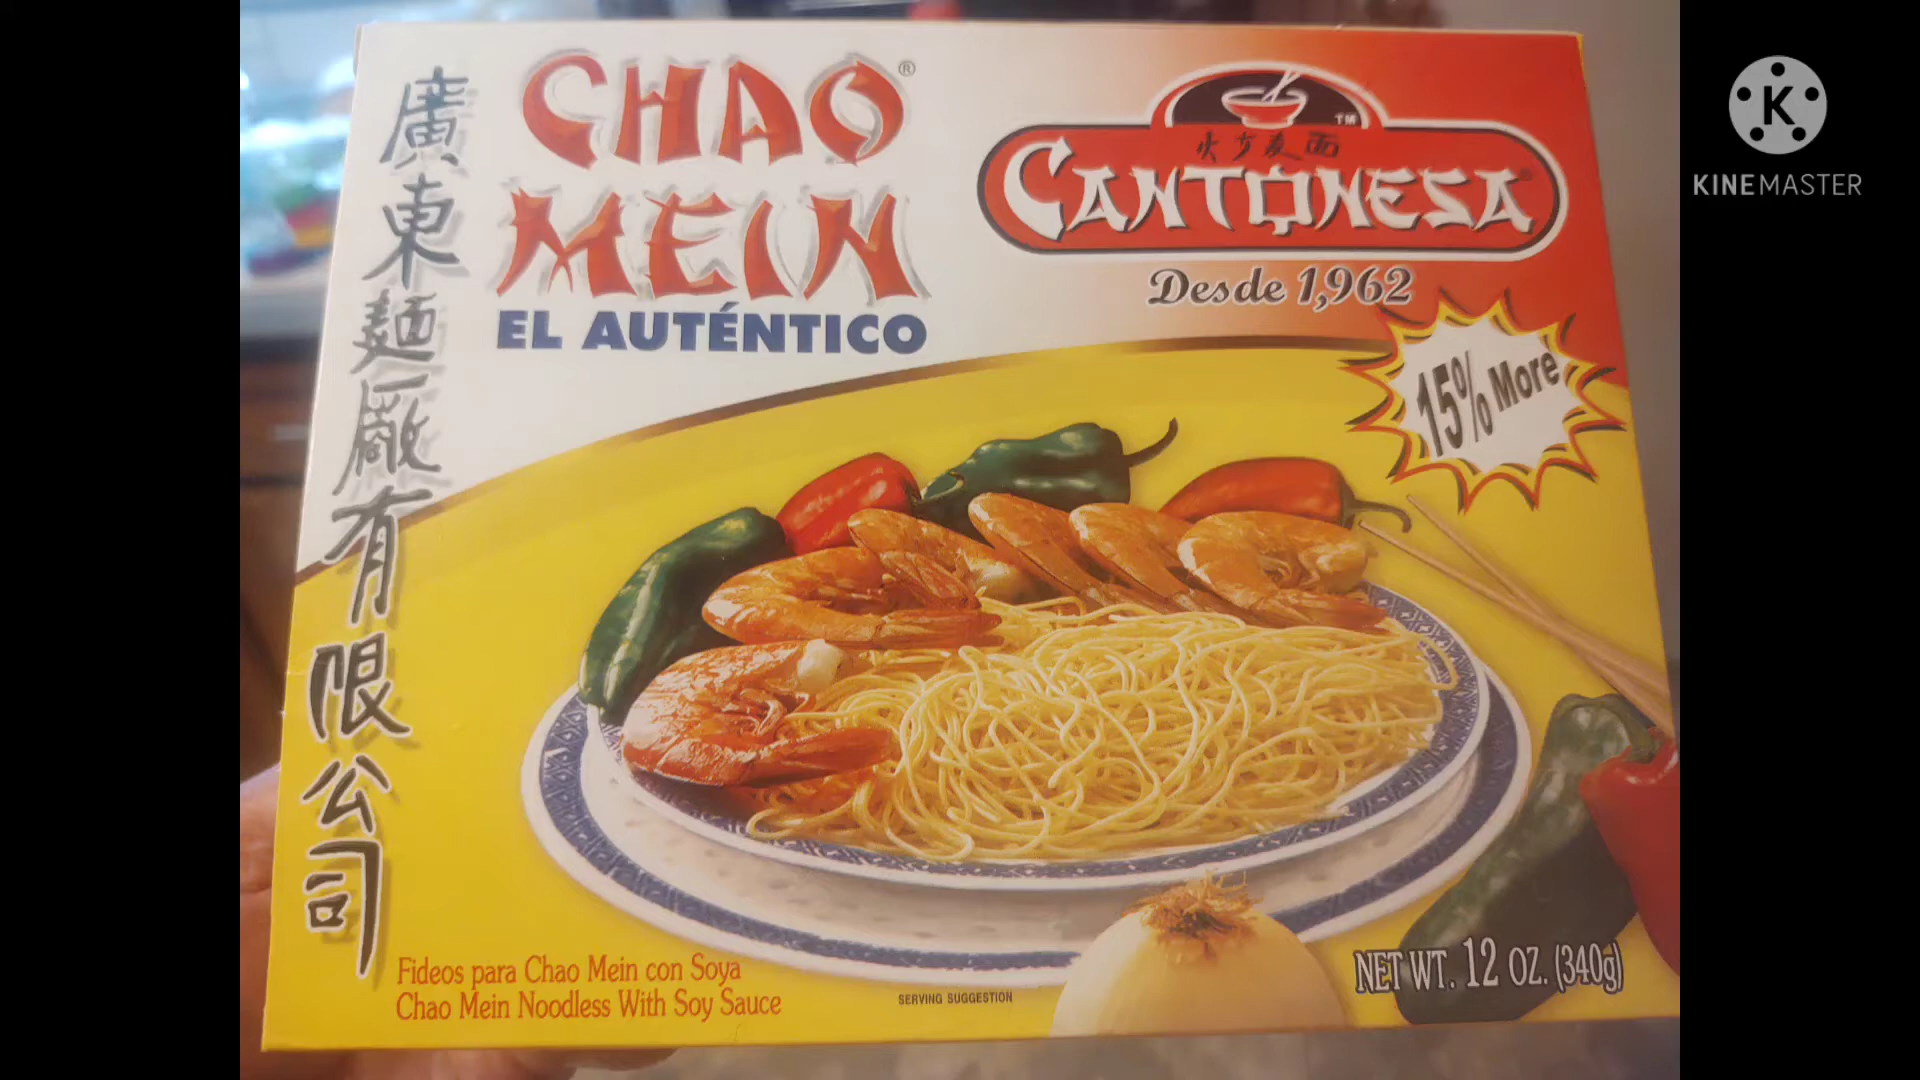 廣東麵廠有限公司
CHAO®
MEIN
EL AUTÉNTICO
TM
CANTONESA®
Desde 1,962
15% More
Fideos para Chao Mein con Soya
Chao Mein Noodless With Soy Sauce
SERVING SUGGESTION
NET WT. 12 OZ. (340g)
K
KINEMASTER